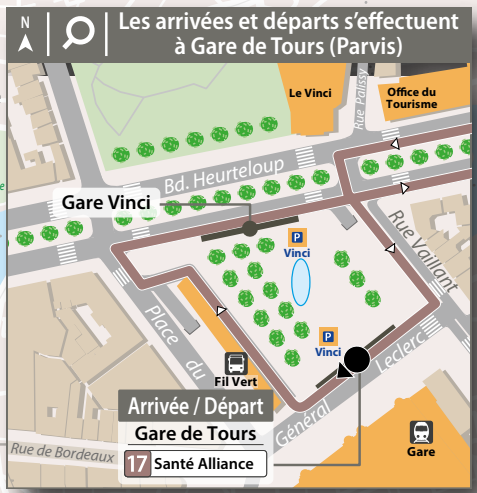 N
Les arrivées et départs s’effectuent
à Gare de Tours (Parvis)
Le Vinci
Rue Palissy
Office du
Tourisme
Bd. Heurteloup
Gare Vinci
Rue Vaillant
P
Vinci
Place du
P
Vinci
Fil Vert
Général Leclerc
Arrivée / Départ
Gare de Tours
17 Santé Alliance
Gare
Rue de Bordeaux